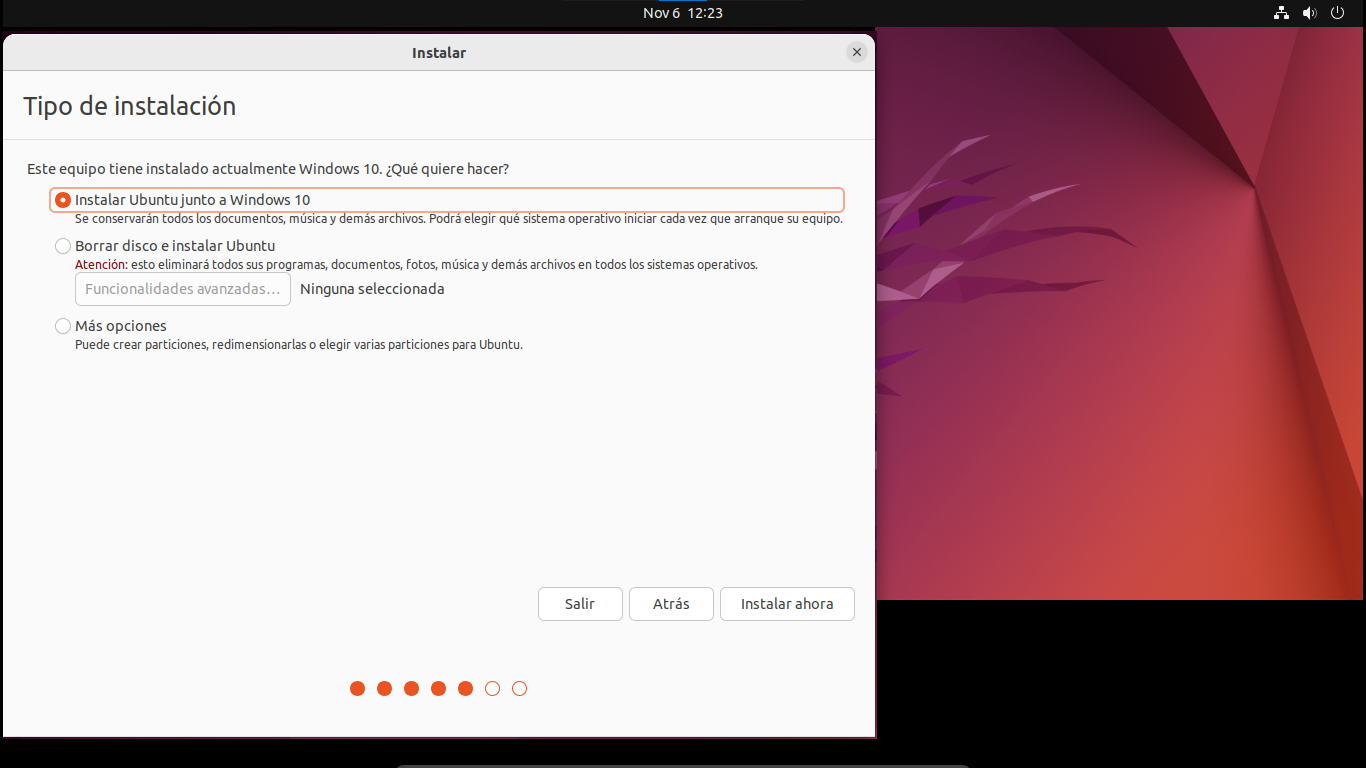 Nov 6 12:23
Instalar
Tipo de instalación
Este equipo tiene instalado actualmente Windows 10. ¿Qué quiere hacer?
Instalar Ubuntu junto a Windows 10
Se conservarán todos los documentos, música y demás archivos. Podrá elegir qué sistema operativo iniciar cada vez que arranque su equipo.
Borrar disco e instalar Ubuntu
Atención: esto eliminará todos sus programas, documentos, fotos, música y demás archivos en todos los sistemas operativos.
Funcionalidades avanzadas... Ninguna seleccionada
Más opciones
Puede crear particiones, redimensionarlas o elegir varias particiones para Ubuntu.
Salir Atrás Instalar ahora